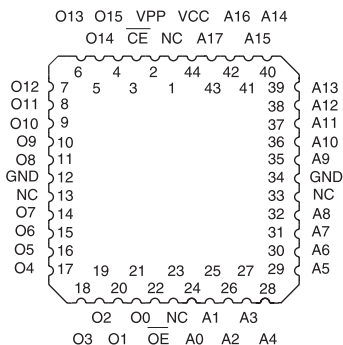 O13 O15 VPP VCC A16 A14
O14 CE NC A17 A15
6 4 2 44 42 40
5 3 1 43 41
O12 7 39 A13
O11 8 38 A12
O10 9 37 A11
O9 10 36 A10
O8 11 35 A9
GND 12 34 GND
NC 13 33 NC
O7 14 32 A8
O6 15 31 A7
O5 16 30 A6
O4 17 29 A5
19 21 23 25 27
18 20 22 24 26 28
O2 O0 NC A1 A3
O3 O1 OE A0 A2 A4